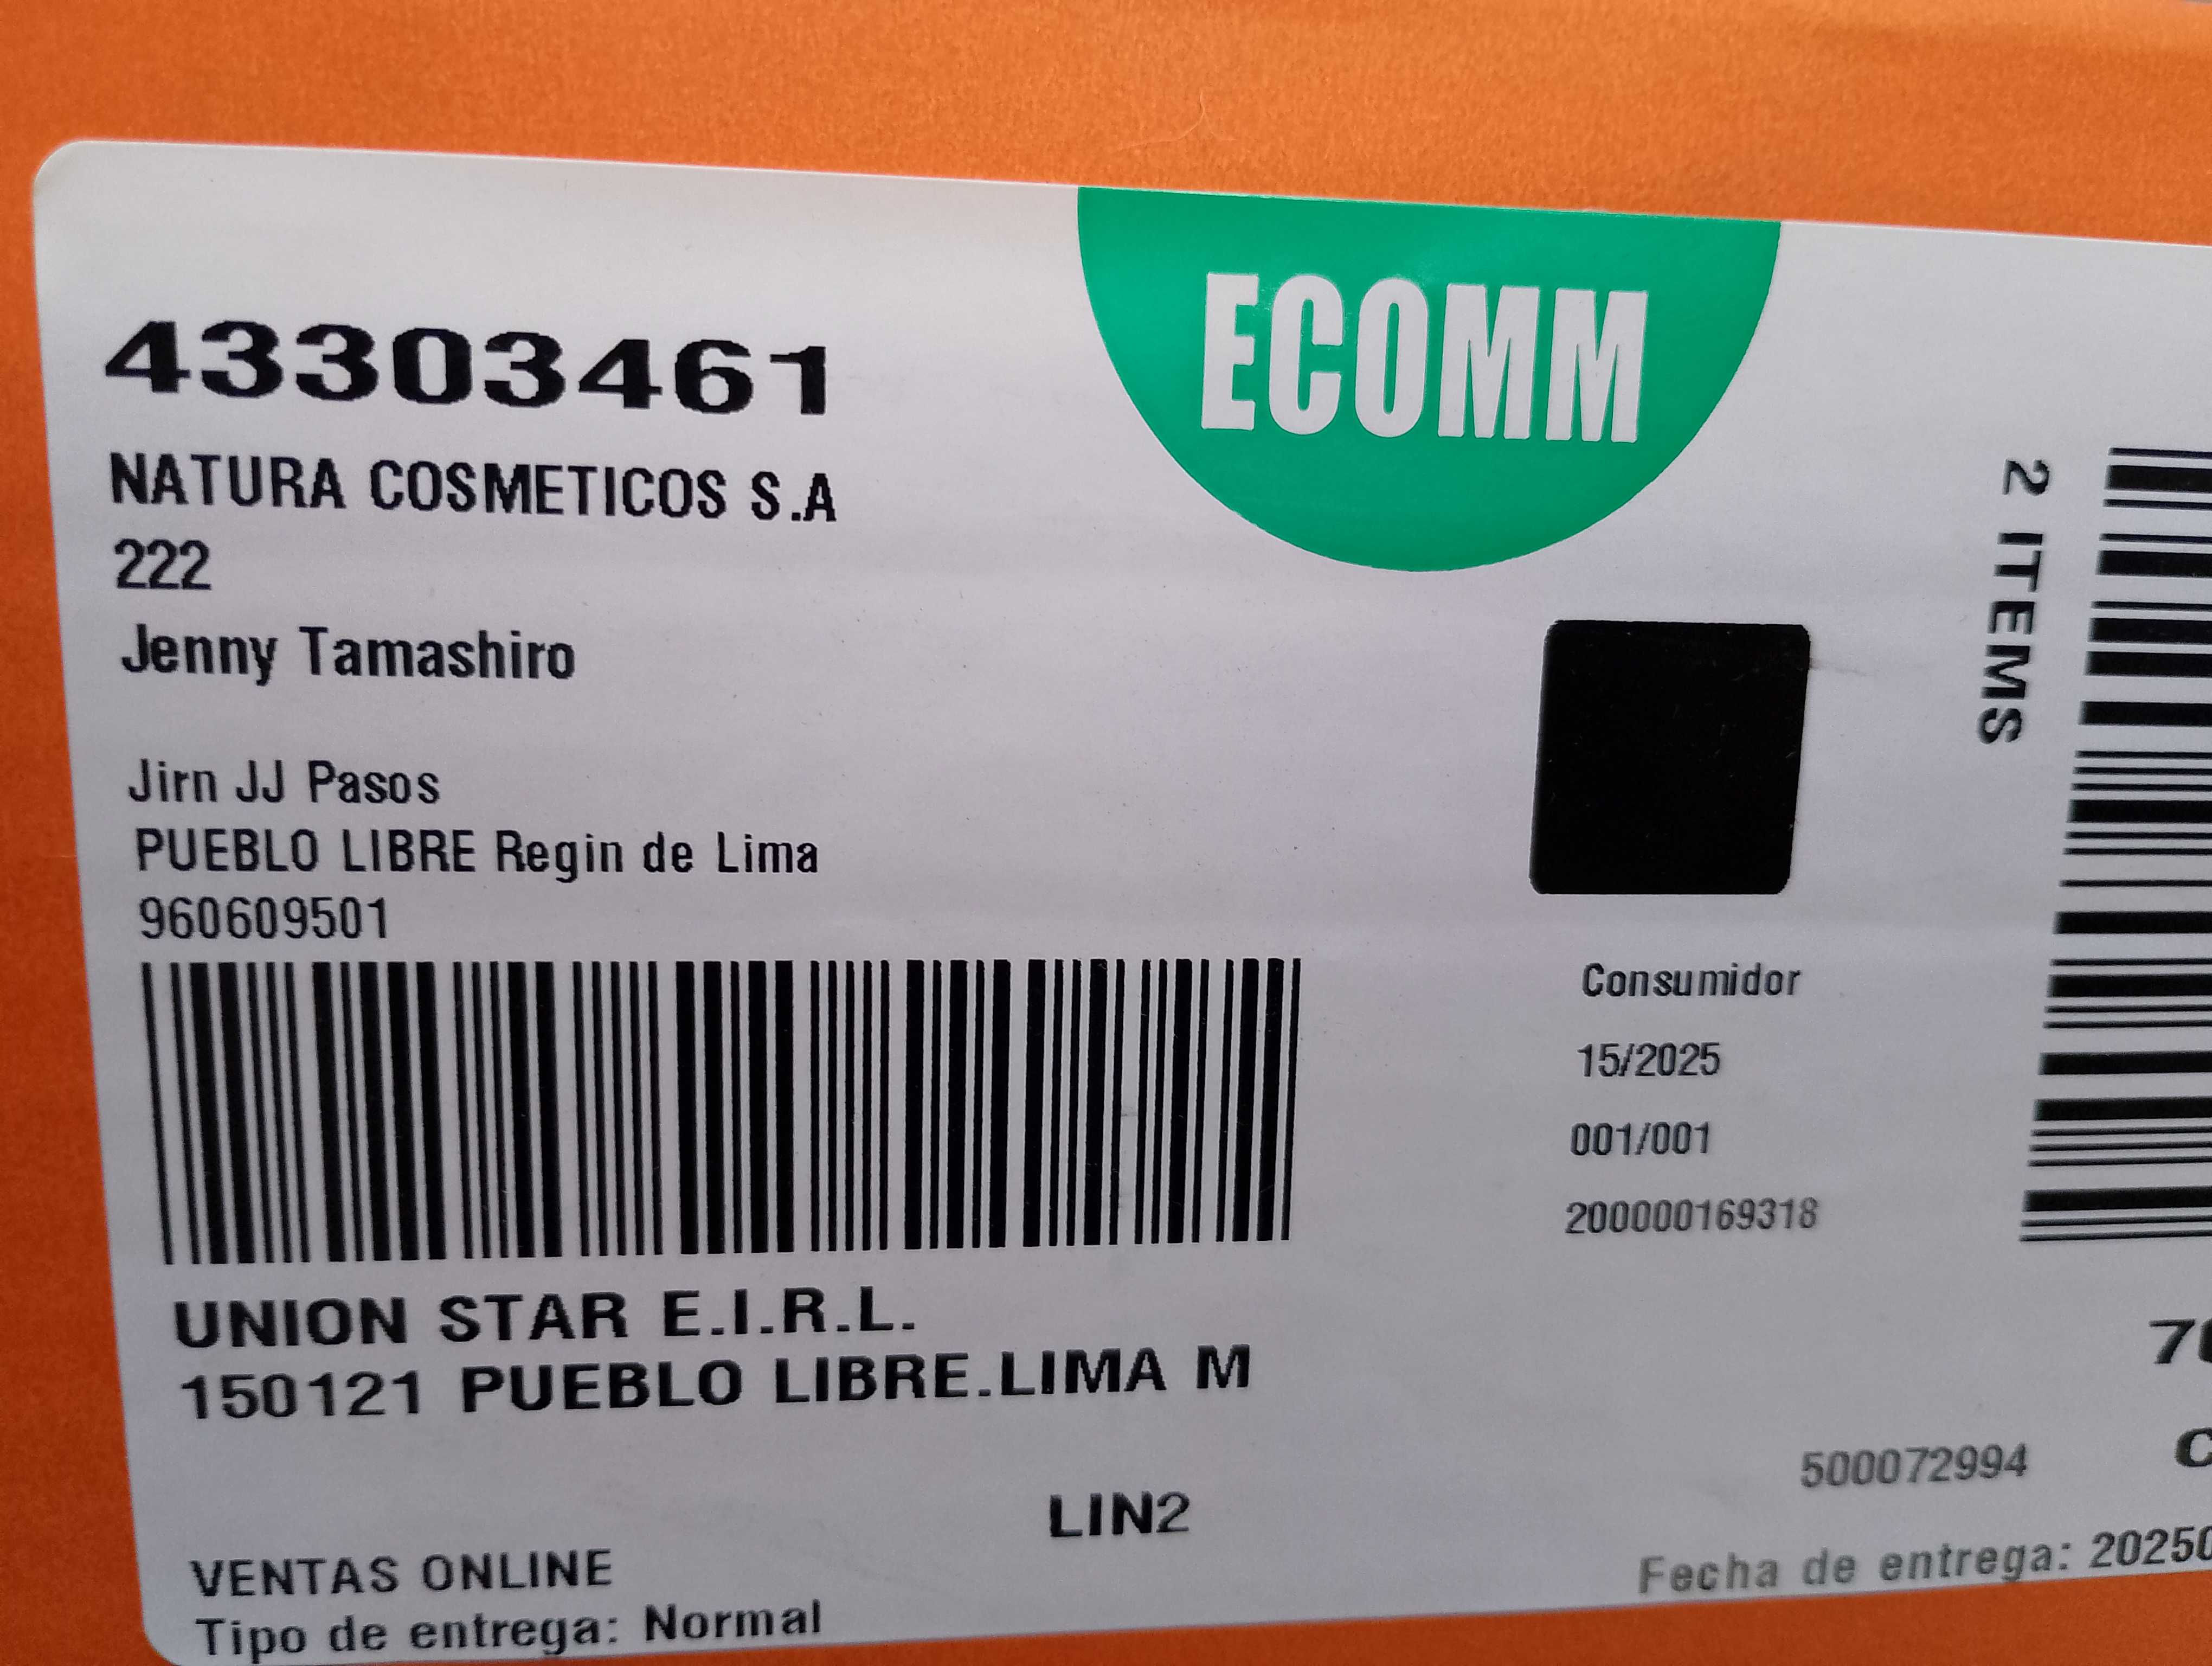 ECOMM
43303461
NATURA COSMETICOS S.A
222
Jenny Tamashiro
Jirn JJ Pasos
PUEBLO LIBRE Regin de Lima
960609501
2 ITEMS
Consumidor
15/2025
001/001
200000169318
UNION STAR E.I.R.L.
150121 PUEBLO LIBRE.LIMA M
500072994
LIN2
VENTAS ONLINE
Tipo de entrega: Normal
Fecha de entrega: